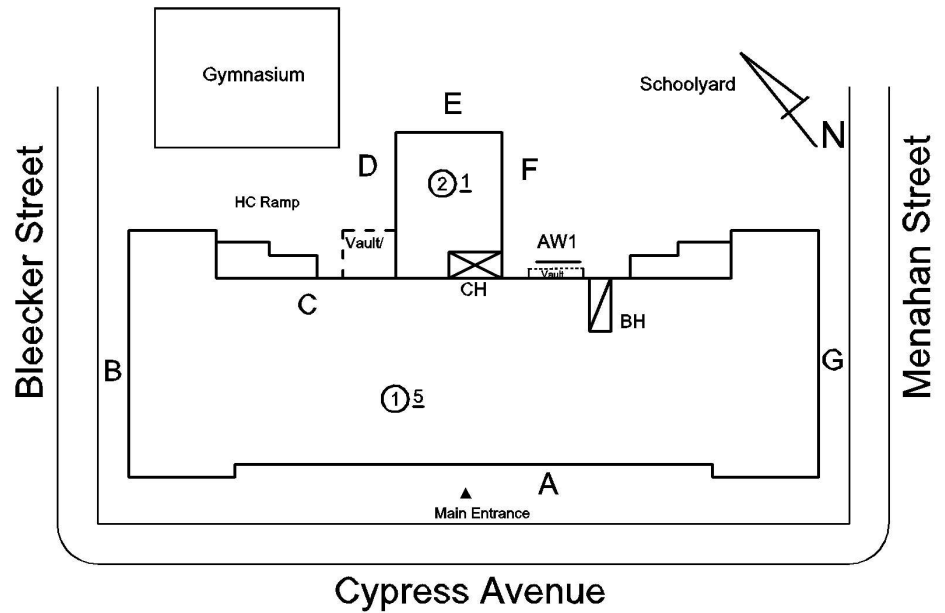 Gymnasium
Schoolyard
N
E
D
F
② 1
HC Ramp
Vault/
AW1
Vault
CH
BH
C
B
G
① 5
A
▲
Main Entrance
Bleecker Street
Menahan Street
Cypress Avenue